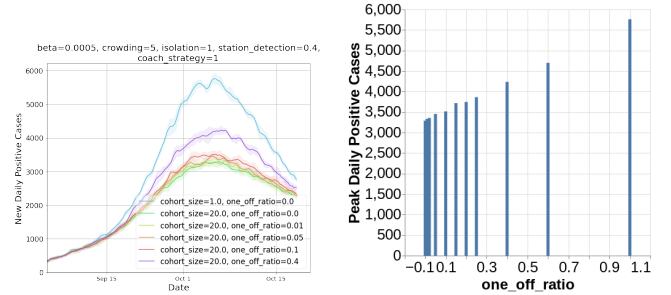 beta=0.0005, crowding=5, isolation=1, station_detection=0.4,
coach_strategy=1
New Daily Positive Cases
6000
5000
4000
3000
2000
1000
0
cohort_size=1.0, one_off_ratio=0.0
cohort_size=20.0, one_off_ratio=0.0
cohort_size=20.0, one_off_ratio=0.01
cohort_size=20.0, one_off_ratio=0.05
cohort_size=20.0, one_off_ratio=0.1
cohort_size=20.0, one_off_ratio=0.4
Sep 15 Oct 1 Oct 15
Date
Peak Daily Positive Cases
6,000
5,500
5,000
4,500
4,000
3,500
3,000
2,500
2,000
1,500
1,000
500
0
−0.1 0.1 0.3 0.5 0.7 0.9 1.1
one_off_ratio